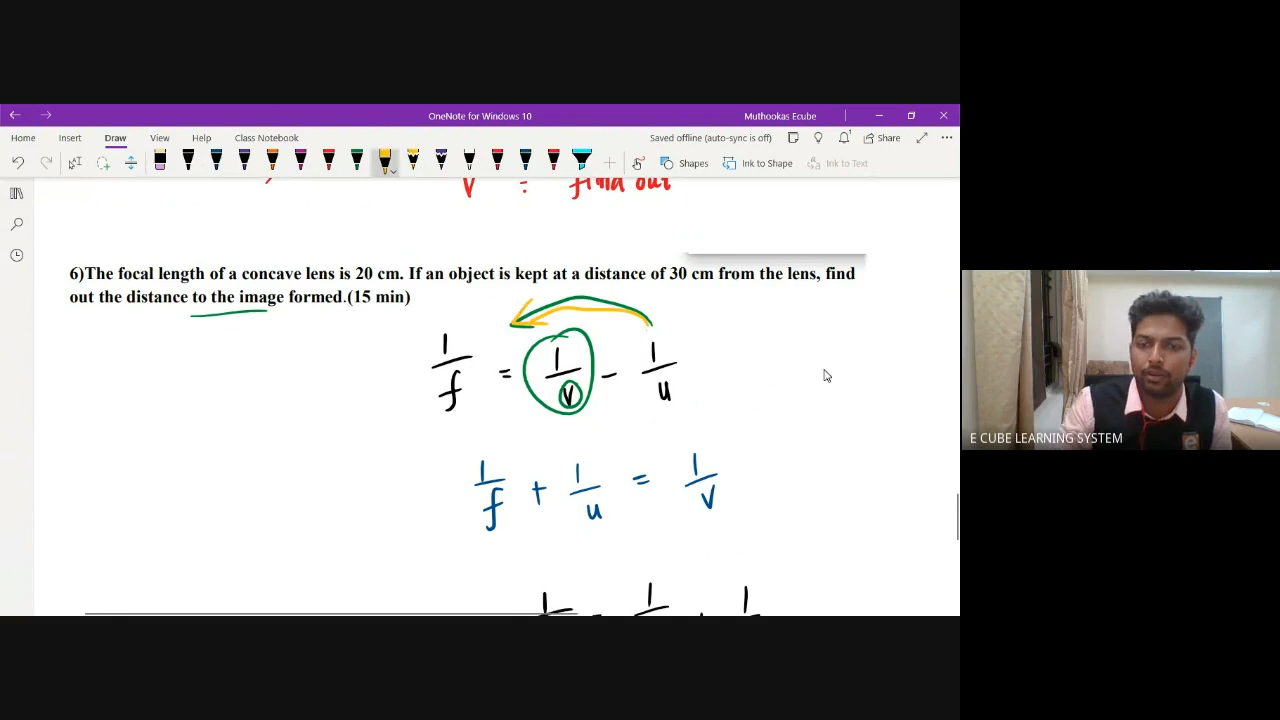 OneNote for Windows 10
Muthookas Ecube
Home Insert Draw View Help Class Notebook
Saved offline (auto-sync is off)
Share
Shapes
Ink to Shape
Ink to Text
v : find out
6)The focal length of a concave lens is 20 cm. If an object is kept at a distance of 30 cm from the lens, find
out the distance to the image formed.(15 min)
1/f = 1/v - 1/u
1/f + 1/u = 1/v
E CUBE LEARNING SYSTEM